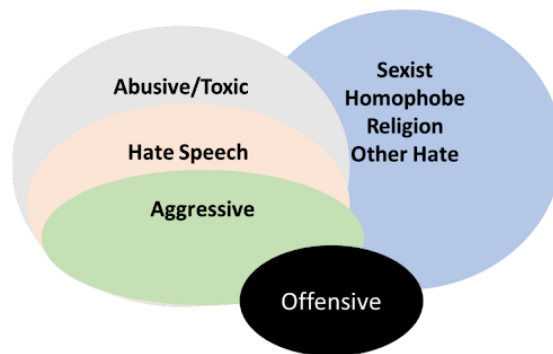 Abusive/Toxic
Hate Speech
Aggressive
Sexist
Homophobe
Religion
Other Hate
Offensive